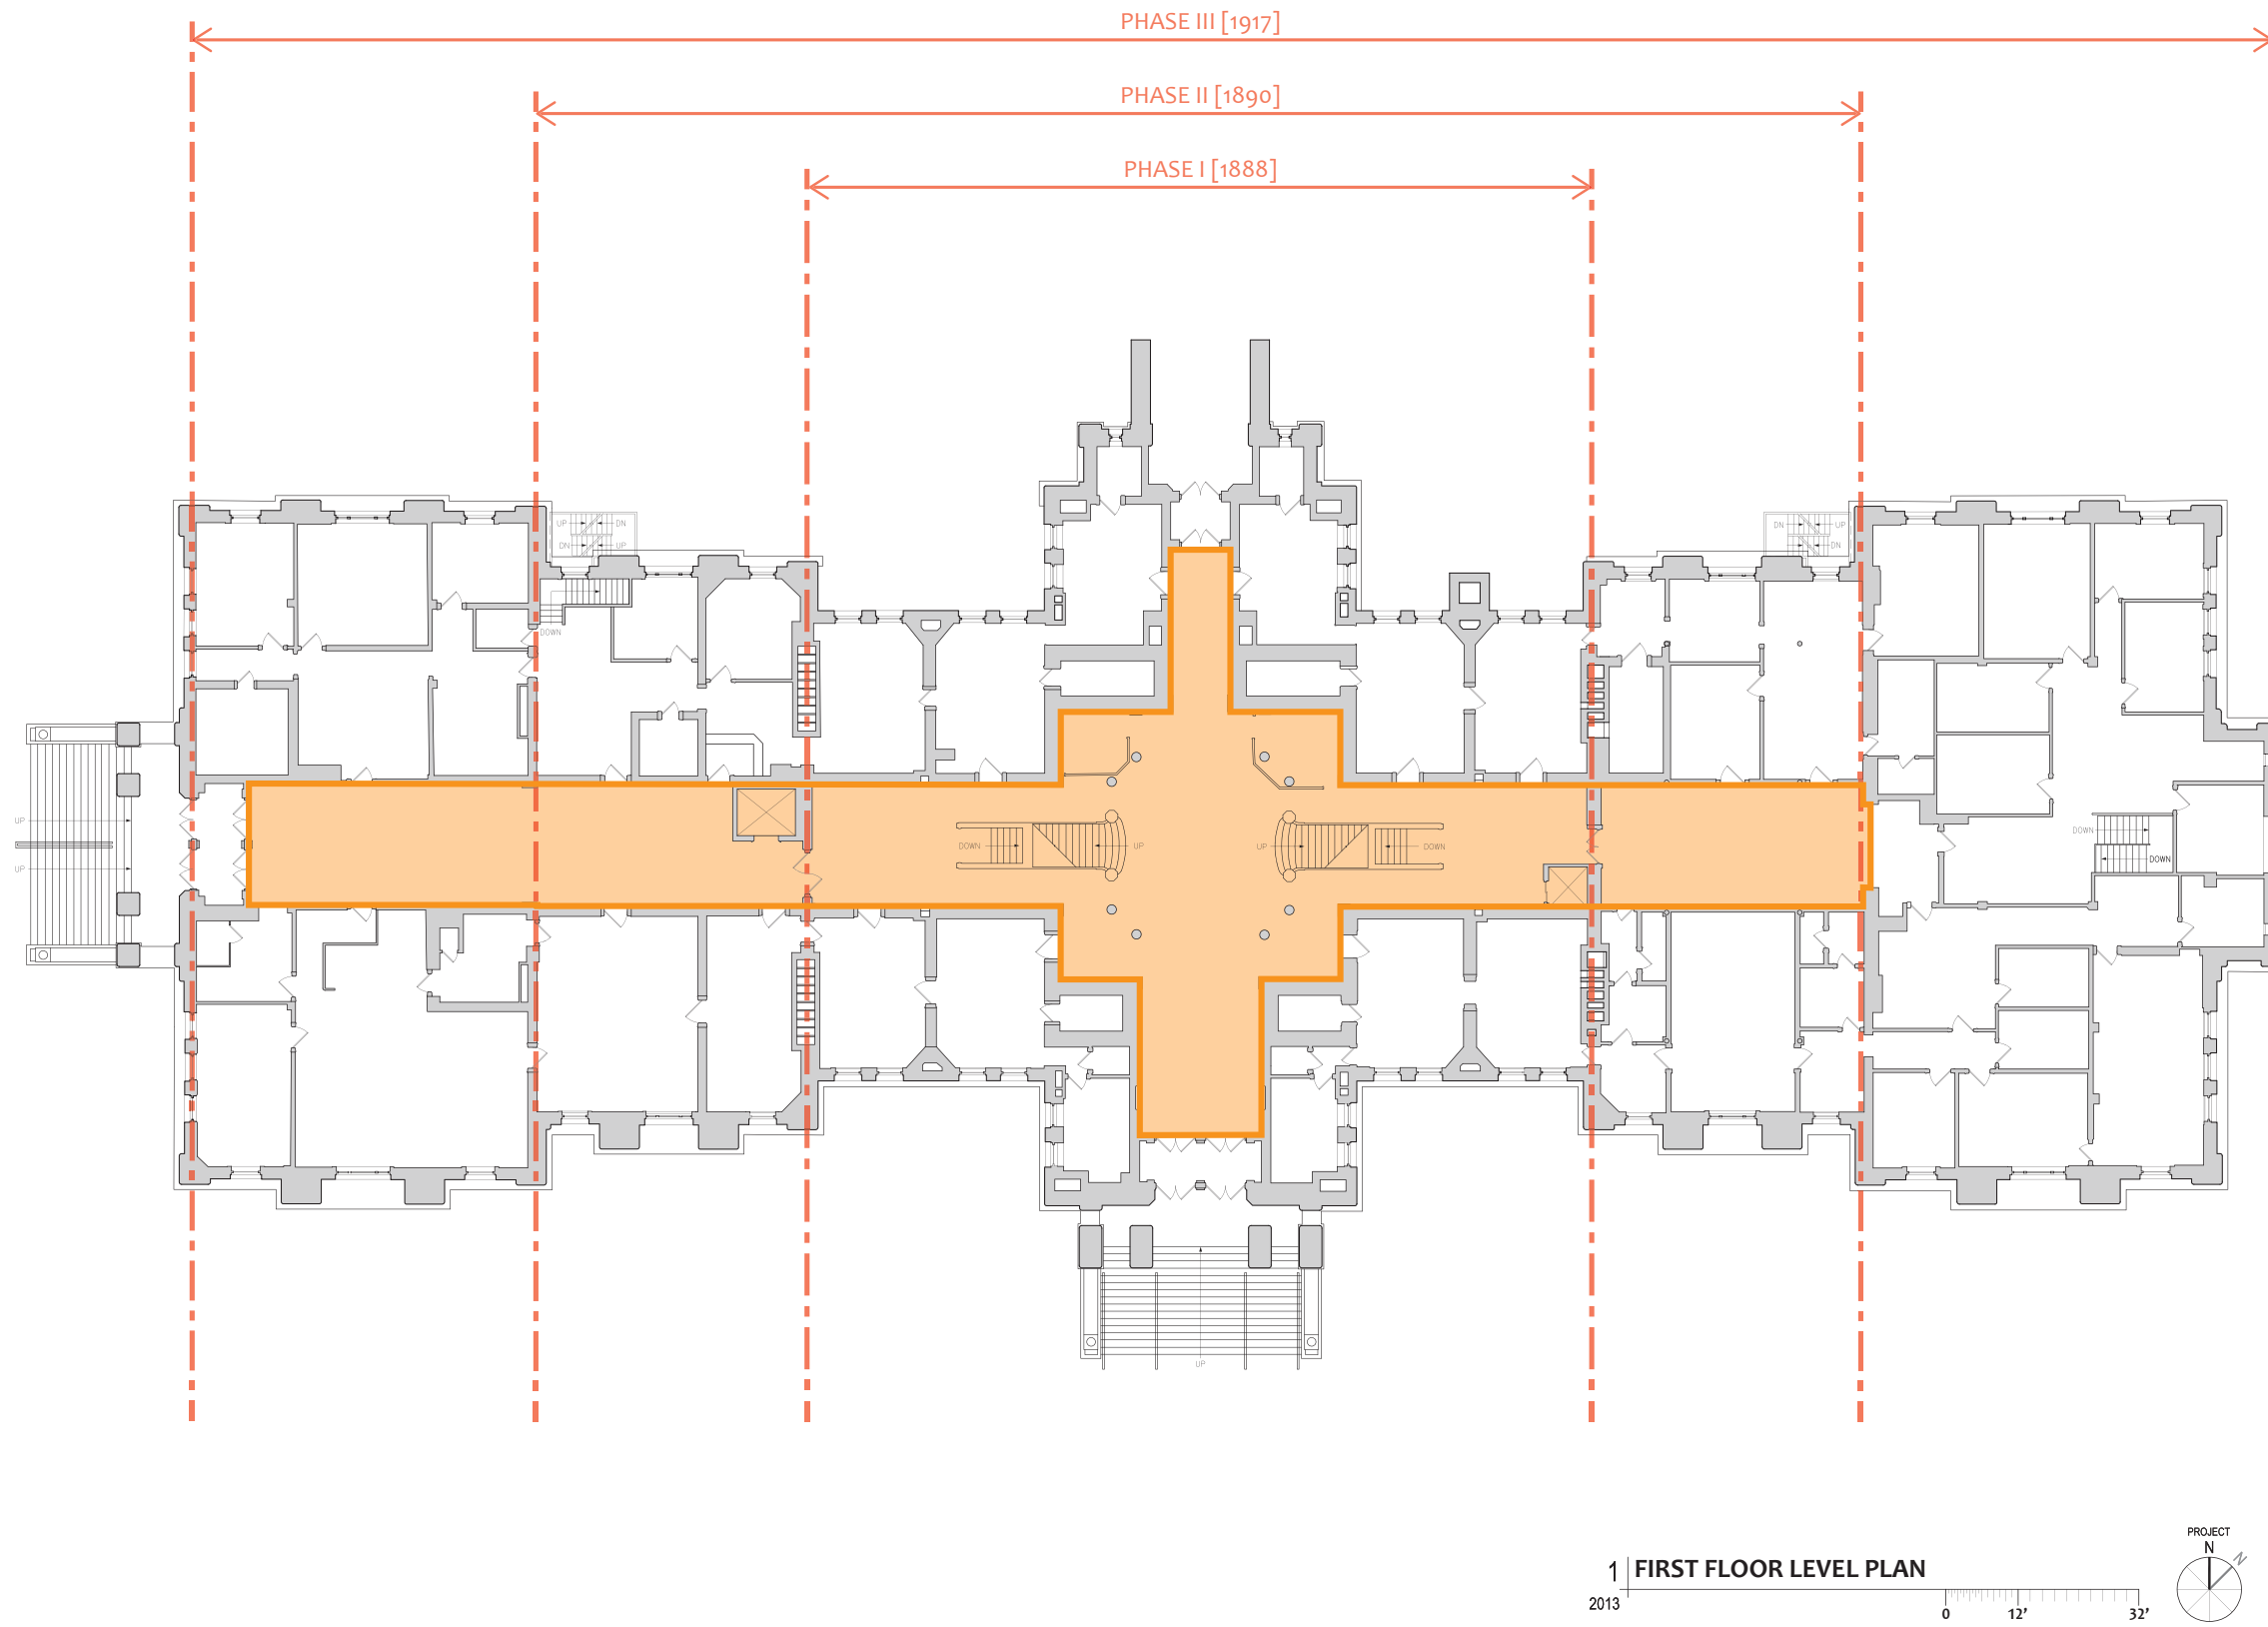 PHASE III [1917]
PHASE II [1890]
PHASE I [1888]
UP DN
DN UP
DN UP
DN
DOWN
UP
UP
DOWN UP
UP DOWN
DOWN
DOWN
UP
PROJECT
N
N
1 FIRST FLOOR LEVEL PLAN
2013
0 12' 32'